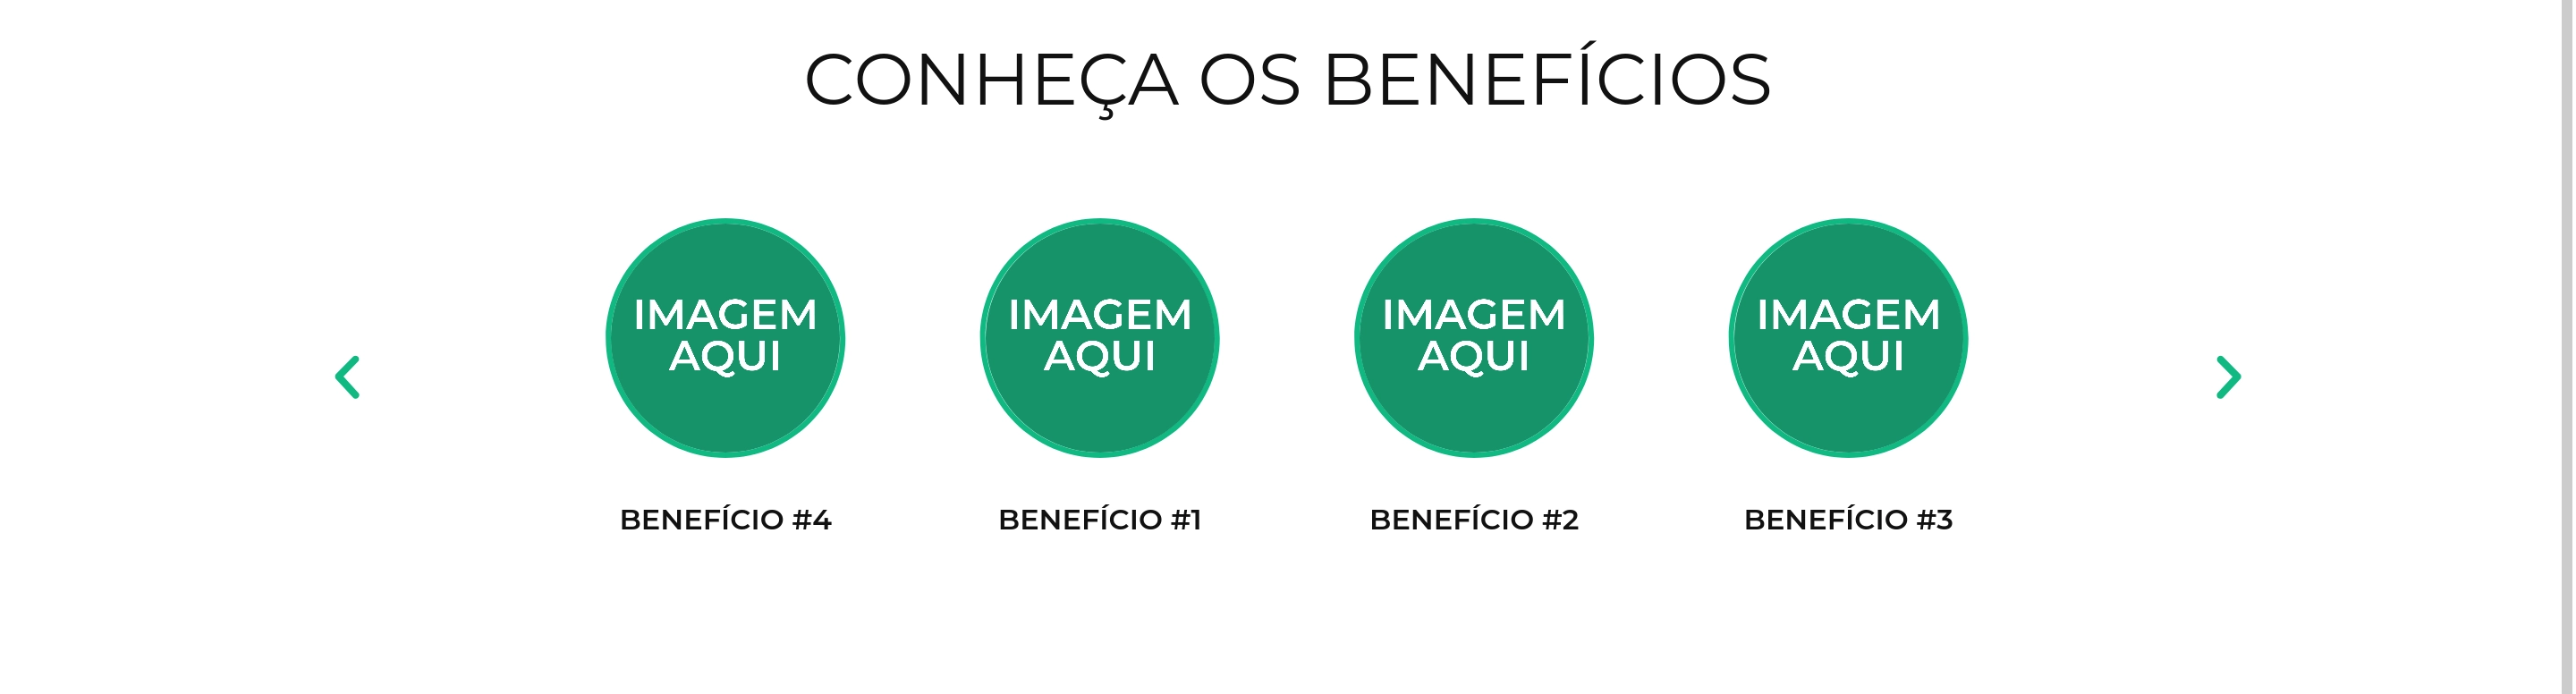 CONHEÇA OS BENEFÍCIOS
IMAGEM
AQUI
BENEFÍCIO #4
IMAGEM
AQUI
BENEFÍCIO #1
IMAGEM
AQUI
BENEFÍCIO #2
IMAGEM
AQUI
BENEFÍCIO #3